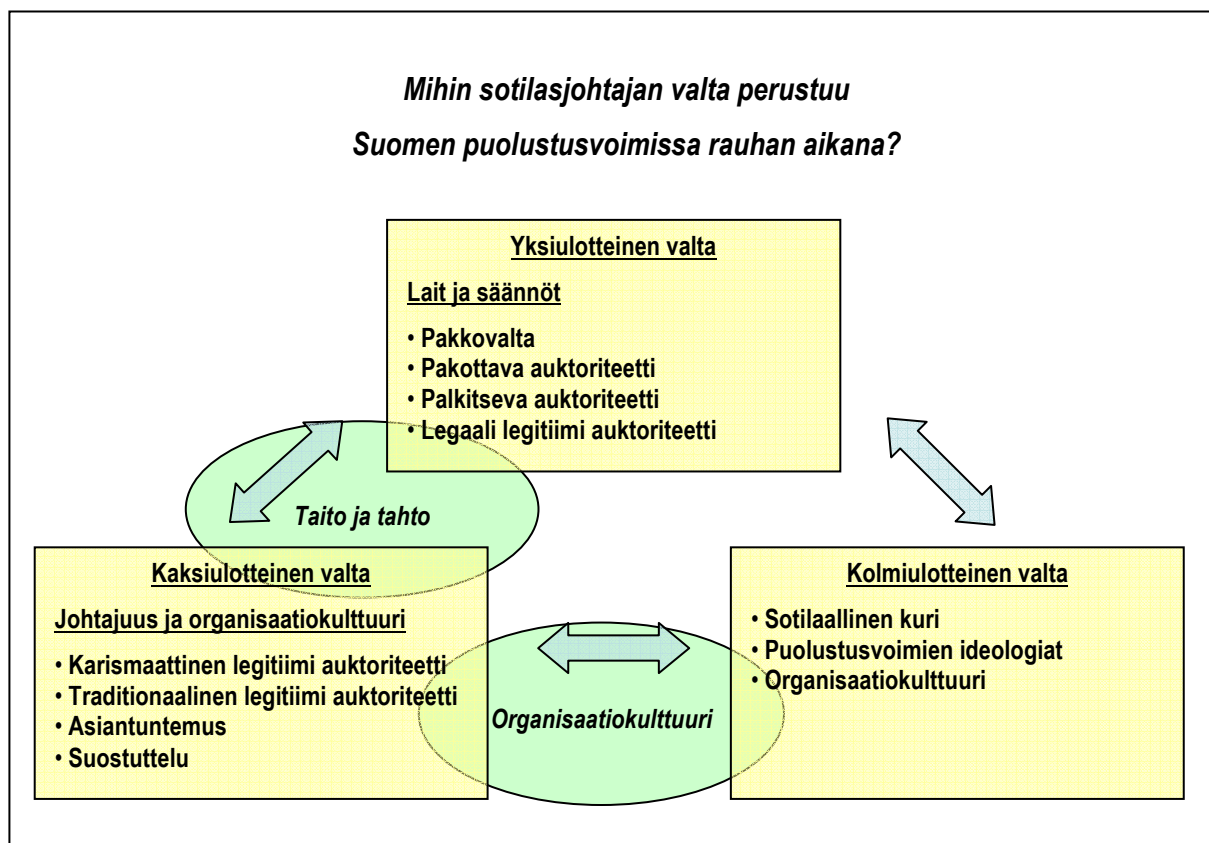 Mihin sotilasjohtajan valta perustuu
Suomen puolustusvoimissa rauhan aikana?
Yksiulotteinen valta
Lait ja säännöt
• Pakkovalta
• Pakottava auktoriteetti
• Palkitseva auktoriteetti
• Legaali legitiimi auktoriteetti
Taito ja tahto
Kaksiulotteinen valta
Johtajuus ja organisaatiokulttuuri
• Karismaattinen legitiimi auktoriteetti
• Traditionaalinen legitiimi auktoriteetti
• Asiantuntemus
• Suostuttelu
Organisaatiokulttuuri
Kolmiulotteinen valta
• Sotilaallinen kuri
• Puolustusvoimien ideologiat
• Organisaatiokulttuuri